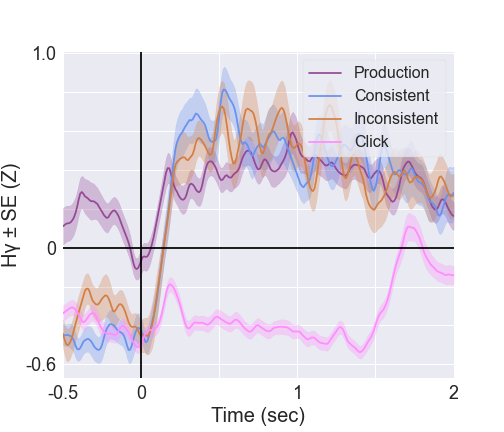 Production
Consistent
Inconsistent
Click
Hγ ± SE (Z)
1.0
0
-0.6
-0.5
0
1
2
Time (sec)